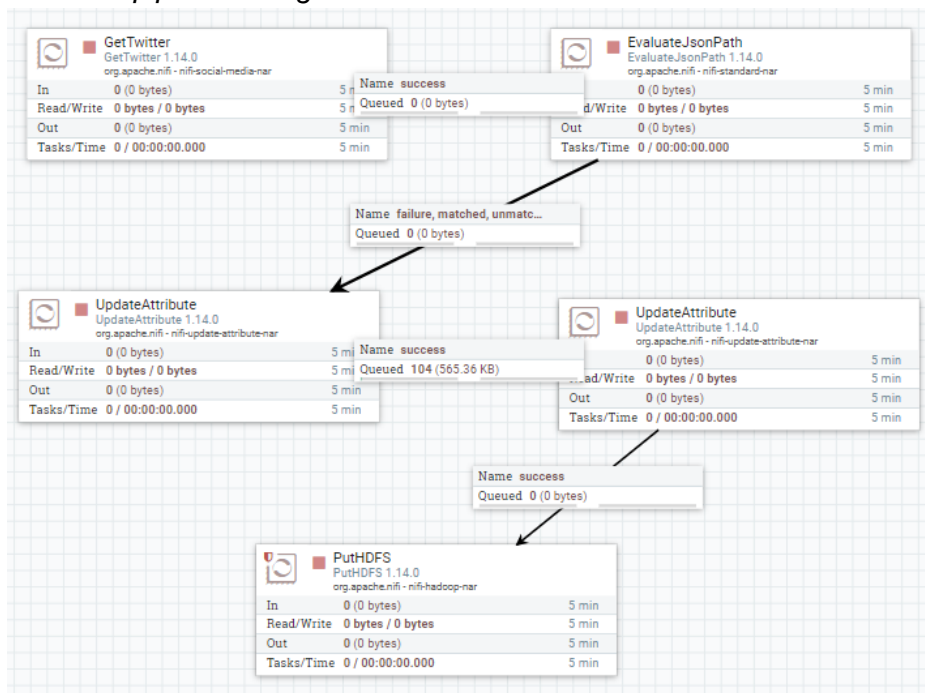 GetTwitter
GetTwitter 1.14.0
org.apache.nifi - nifi-social-media-nar
In 0 (0 bytes) 5
Read/Write 0 bytes / 0 bytes 5
Out 0 (0 bytes) 5 min
Tasks/Time 0 / 00:00:00.000 5 min
Name success
Queued 0 (0 bytes)
EvaluateJsonPath
EvaluateJsonPath 1.14.0
org.apache.nifi - nifi-standard-nar
0 (0 bytes) 5 min
d/Write 0 bytes / 0 bytes 5 min
Out 0 (0 bytes) 5 min
Tasks/Time 0 / 00:00:00.000 5 min
Name failure, matched, unmatc...
Queued 0 (0 bytes)
UpdateAttribute
UpdateAttribute 1.14.0
org.apache.nifi - nifi-update-attribute-nar
In 0 (0 bytes) 5 mi
Read/Write 0 bytes / 0 bytes 5 mi
Out 0 (0 bytes) 5 min
Tasks/Time 0 / 00:00:00.000 5 min
Name success
Queued 104 (565.36 KB)
UpdateAttribute
UpdateAttribute 1.14.0
org.apache.nifi - nifi-update-attribute-nar
0 (0 bytes) 5 min
ad/Write 0 bytes / 0 bytes 5 min
Out 0 (0 bytes) 5 min
Tasks/Time 0 / 00:00:00.000 5 min
Name success
Queued 0 (0 bytes)
PutHDFS
PutHDFS 1.14.0
org.apache.nifi - nifi-hadoop-nar
In 0 (0 bytes) 5 min
Read/Write 0 bytes / 0 bytes 5 min
Out 0 (0 bytes) 5 min
Tasks/Time 0 / 00:00:00.000 5 min